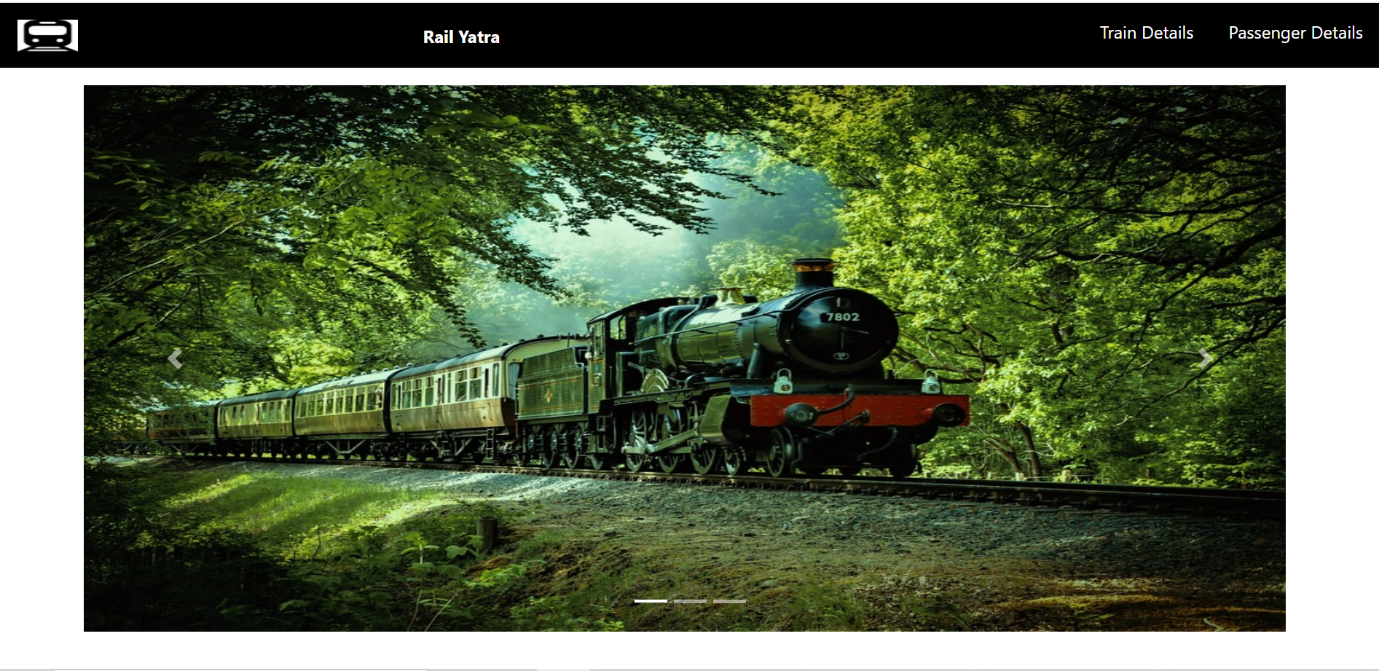 Rail Yatra
Train Details
Passenger Details
7802